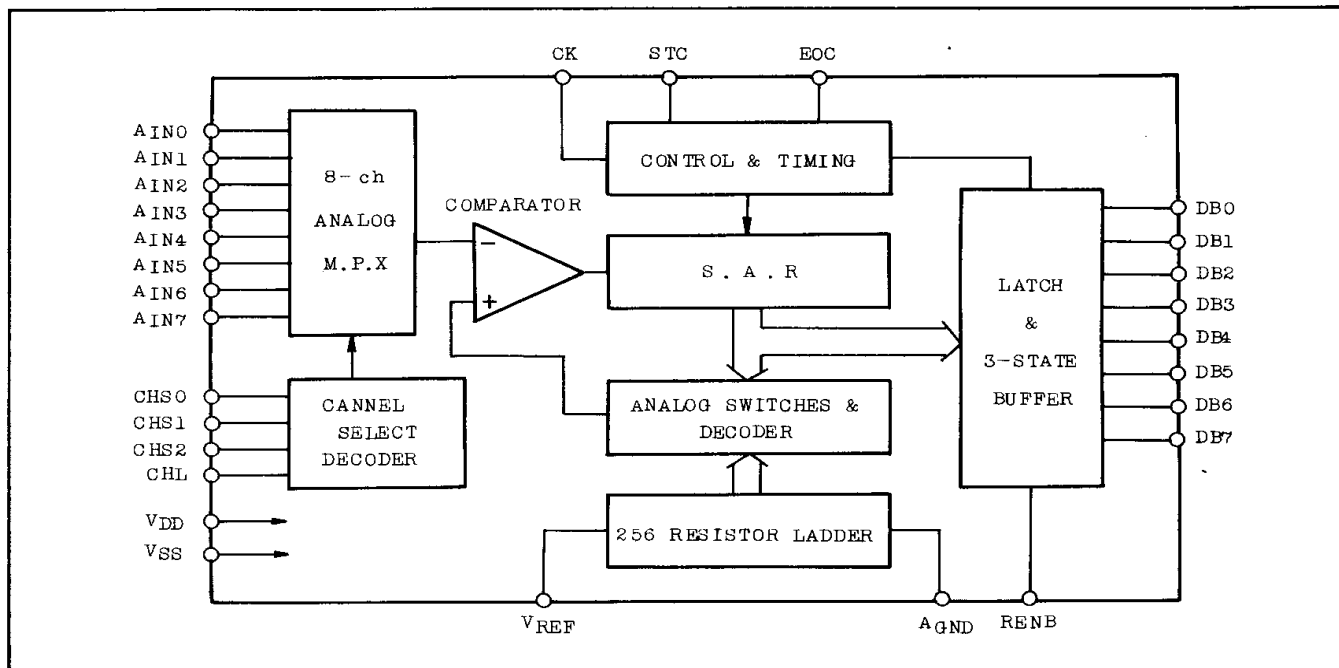 CK STC EOC
AIN0
AIN1
AIN2
AIN3
AIN4
AIN5
AIN6
AIN7
8-ch
ANALOG
M.P.X
COMPARATOR
−
+
CONTROL & TIMING
S.A.R
ANALOG SWITCHES &
DECODER
256 RESISTOR LADDER
CHS0
CHS1
CHS2
CHL
CANNEL
SELECT
DECODER
VDD
VSS
LATCH
&
3-STATE
BUFFER
DB0
DB1
DB2
DB3
DB4
DB5
DB6
DB7
VREF AGND RENB